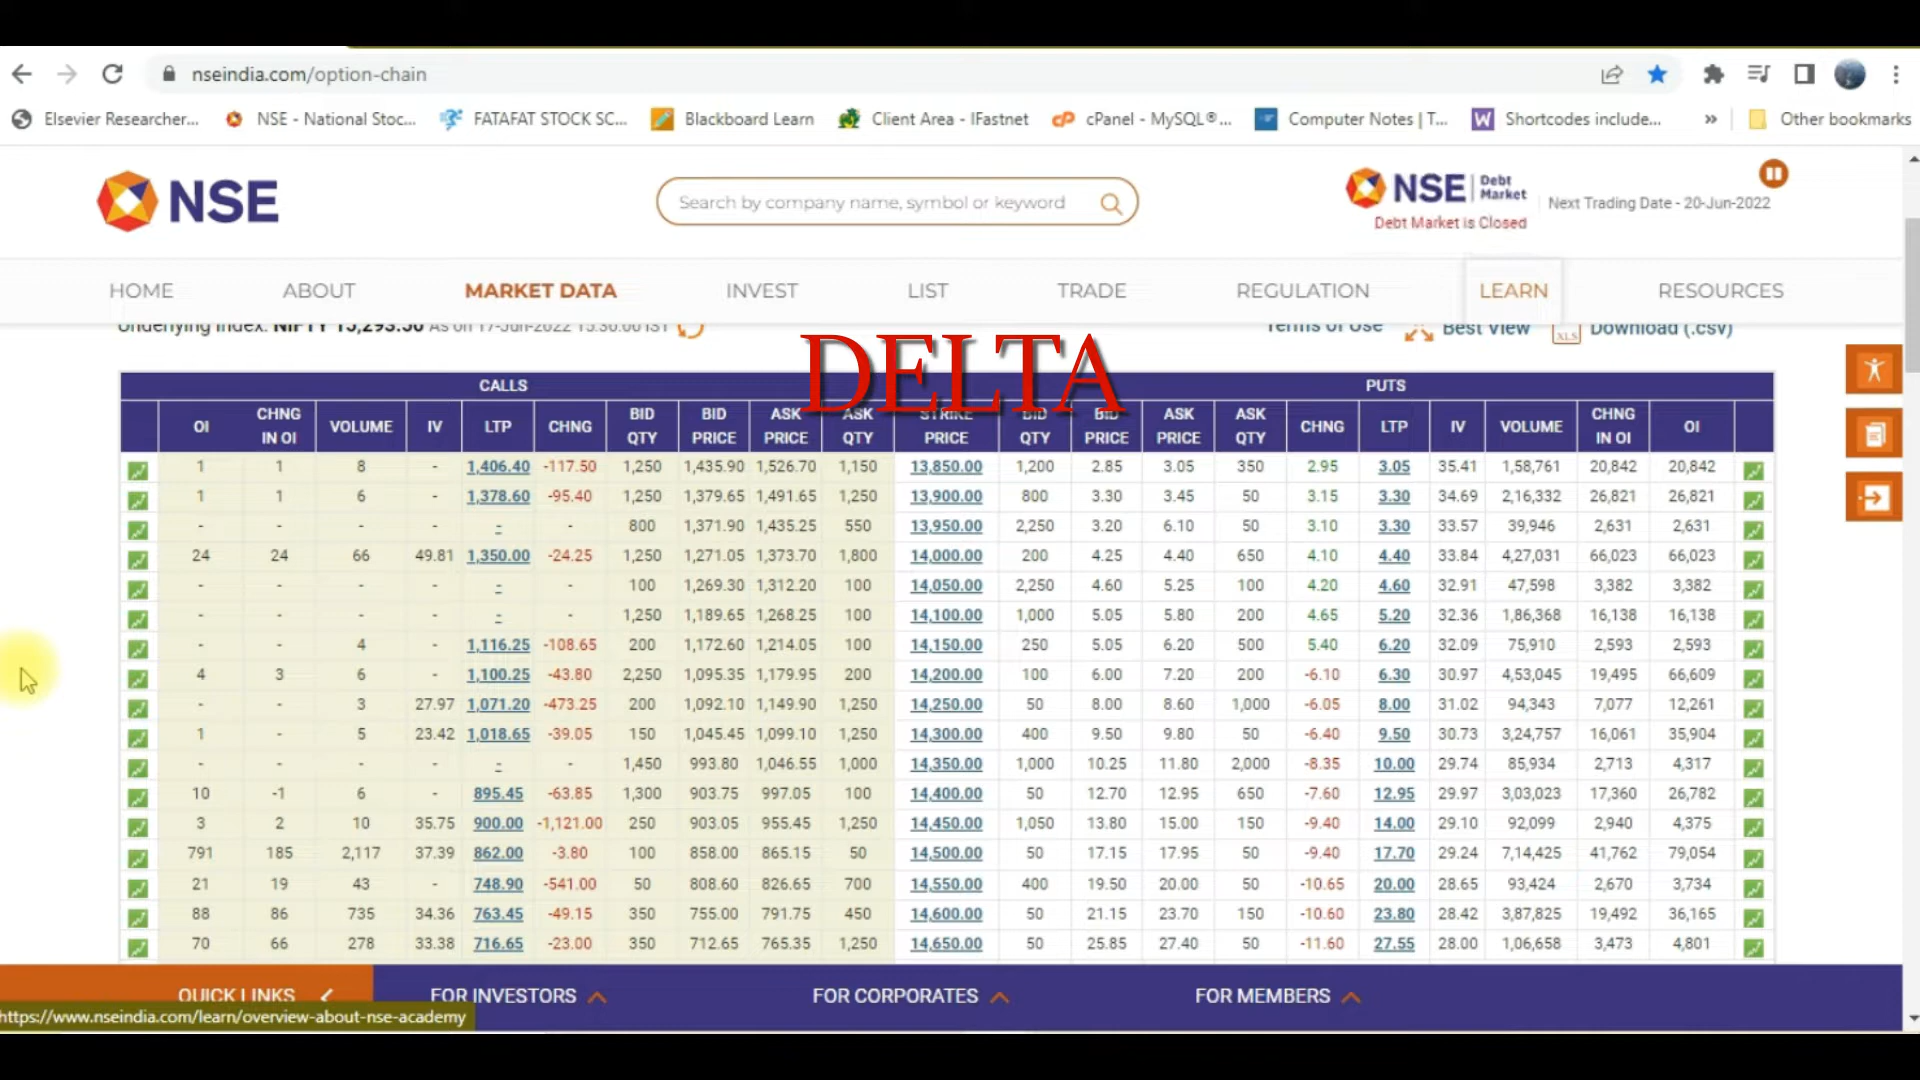 nseindia.com/option-chain
Elsevier Researcher... NSE - National Stoc... FATAFAT STOCK SC... Blackboard Learn Client Area - IFastnet cPanel - MySQL®... Computer Notes | T... Shortcodes include... » Other bookmarks
NSE
Search by company name, symbol or keyword
NSE Debt Market
Debt Market is Closed
Next Trading Date - 20-Jun-2022
HOME ABOUT MARKET DATA INVEST LIST TRADE REGULATION LEARN RESOURCES
Underlying Index: NIFTY 15,293.50 As on 17-Jun-2022 15:30:00 IST Terms of Use Best View XLS Download (.csv)
DELTA
CALLS PUTS
OI CHNG IN OI VOLUME IV LTP CHNG BID QTY BID PRICE ASK PRICE ASK QTY STRIKE PRICE BID QTY BID PRICE ASK PRICE ASK QTY CHNG LTP IV VOLUME CHNG IN OI OI
1 1 8 - 1,406.40 -117.50 1,250 1,435.90 1,526.70 1,150 13,850.00 1,200 2.85 3.05 350 2.95 3.05 35.41 1,58,761 20,842 20,842
1 1 6 - 1,378.60 -95.40 1,250 1,379.65 1,491.65 1,250 13,900.00 800 3.30 3.45 50 3.15 3.30 34.69 2,16,332 26,821 26,821
- - - - - - 800 1,371.90 1,435.25 550 13,950.00 2,250 3.20 6.10 50 3.10 3.30 33.57 39,946 2,631 2,631
24 24 66 49.81 1,350.00 -24.25 1,250 1,271.05 1,373.70 1,800 14,000.00 200 4.25 4.40 650 4.10 4.40 33.84 4,27,031 66,023 66,023
- - - - - - 100 1,269.30 1,312.20 100 14,050.00 2,250 4.60 5.25 100 4.20 4.60 32.91 47,598 3,382 3,382
- - - - - - 1,250 1,189.65 1,268.25 100 14,100.00 1,000 5.05 5.80 200 4.65 5.20 32.36 1,86,368 16,138 16,138
- - 4 - 1,116.25 -108.65 200 1,172.60 1,214.05 100 14,150.00 250 5.05 6.20 500 5.40 6.20 32.09 75,910 2,593 2,593
4 3 6 - 1,100.25 -43.80 2,250 1,095.35 1,179.95 200 14,200.00 100 6.00 7.20 200 -6.10 6.30 30.97 4,53,045 19,495 66,609
- - 3 27.97 1,071.20 -473.25 200 1,092.10 1,149.90 1,250 14,250.00 50 8.00 8.60 1,000 -6.05 8.00 31.02 94,343 7,077 12,261
1 - 5 23.42 1,018.65 -39.05 150 1,045.45 1,099.10 1,250 14,300.00 400 9.50 9.80 50 -6.40 9.50 30.73 3,24,757 16,061 35,904
- - - - - - 1,450 993.80 1,046.55 1,000 14,350.00 1,000 10.25 11.80 2,000 -8.35 10.00 29.74 85,934 2,713 4,317
10 -1 6 - 895.45 -63.85 1,300 903.75 997.05 100 14,400.00 50 12.70 12.95 650 -7.60 12.95 29.97 3,03,023 17,360 26,782
3 2 10 35.75 900.00 -1,121.00 250 903.05 955.45 1,250 14,450.00 1,050 13.80 15.00 150 -9.40 14.00 29.10 92,099 2,940 4,375
791 185 2,117 37.39 862.00 -3.80 100 858.00 865.15 50 14,500.00 50 17.15 17.95 50 -9.40 17.70 29.24 7,14,425 41,762 79,054
21 19 43 - 748.90 -541.00 50 808.60 826.65 700 14,550.00 400 19.50 20.00 50 -10.65 20.00 28.65 93,424 2,670 3,734
88 86 735 34.36 763.45 -49.15 350 755.00 791.75 450 14,600.00 50 21.15 23.70 150 -10.60 23.80 28.42 3,87,825 19,492 36,165
70 66 278 33.38 716.65 -23.00 350 712.65 765.35 1,250 14,650.00 50 25.85 27.40 50 -11.60 27.55 28.00 1,06,658 3,473 4,801
QUICK LINKS FOR INVESTORS FOR CORPORATES FOR MEMBERS
https://www.nseindia.com/learn/overview-about-nse-academy